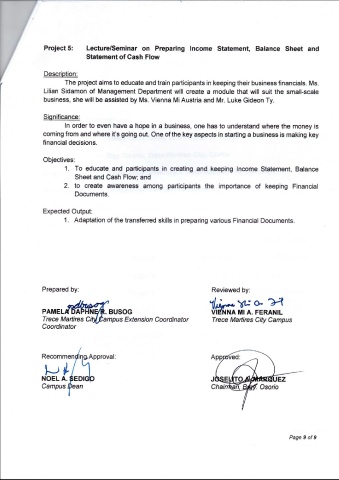 Project 5: Lecture/Seminar on Preparing Income Statement, Balance Sheet and
Statement of Cash Flow
Description:
The project aims to educate and train participants in keeping their business financials. Ms.
Lilian Sidamon of Management Department will create a module that will suit the small-scale
business, she will be assisted by Ms. Vienna Mi Austria and Mr. Luke Gideon Ty.
Significance:
In order to even have a hope in a business, one has to understand where the money is
coming from and where it's going out. One of the key aspects in starting a business is making key
financial decisions.
Objectives:
1. To educate and participants in creating and keeping Income Statement, Balance
Sheet and Cash Flow; and
2. to create awareness among participants the importance of keeping Financial
Documents.
Expected Output:
1. Adaptation of the transferred skills in preparing various Financial Documents.
Prepared by:
PAMELA DAPHNE R. BUSOG
Trece Martires City Campus Extension Coordinator
Coordinator
Reviewed by:
VIENNA MI A. FERANIL
Trece Martires City Campus
Recommending Approval:
NOEL A. SEDIGO
Campus Dean
Approved:
JOSELITO MARQUEZ
Chairman, Brgy. Osorio
Page 9 of 9